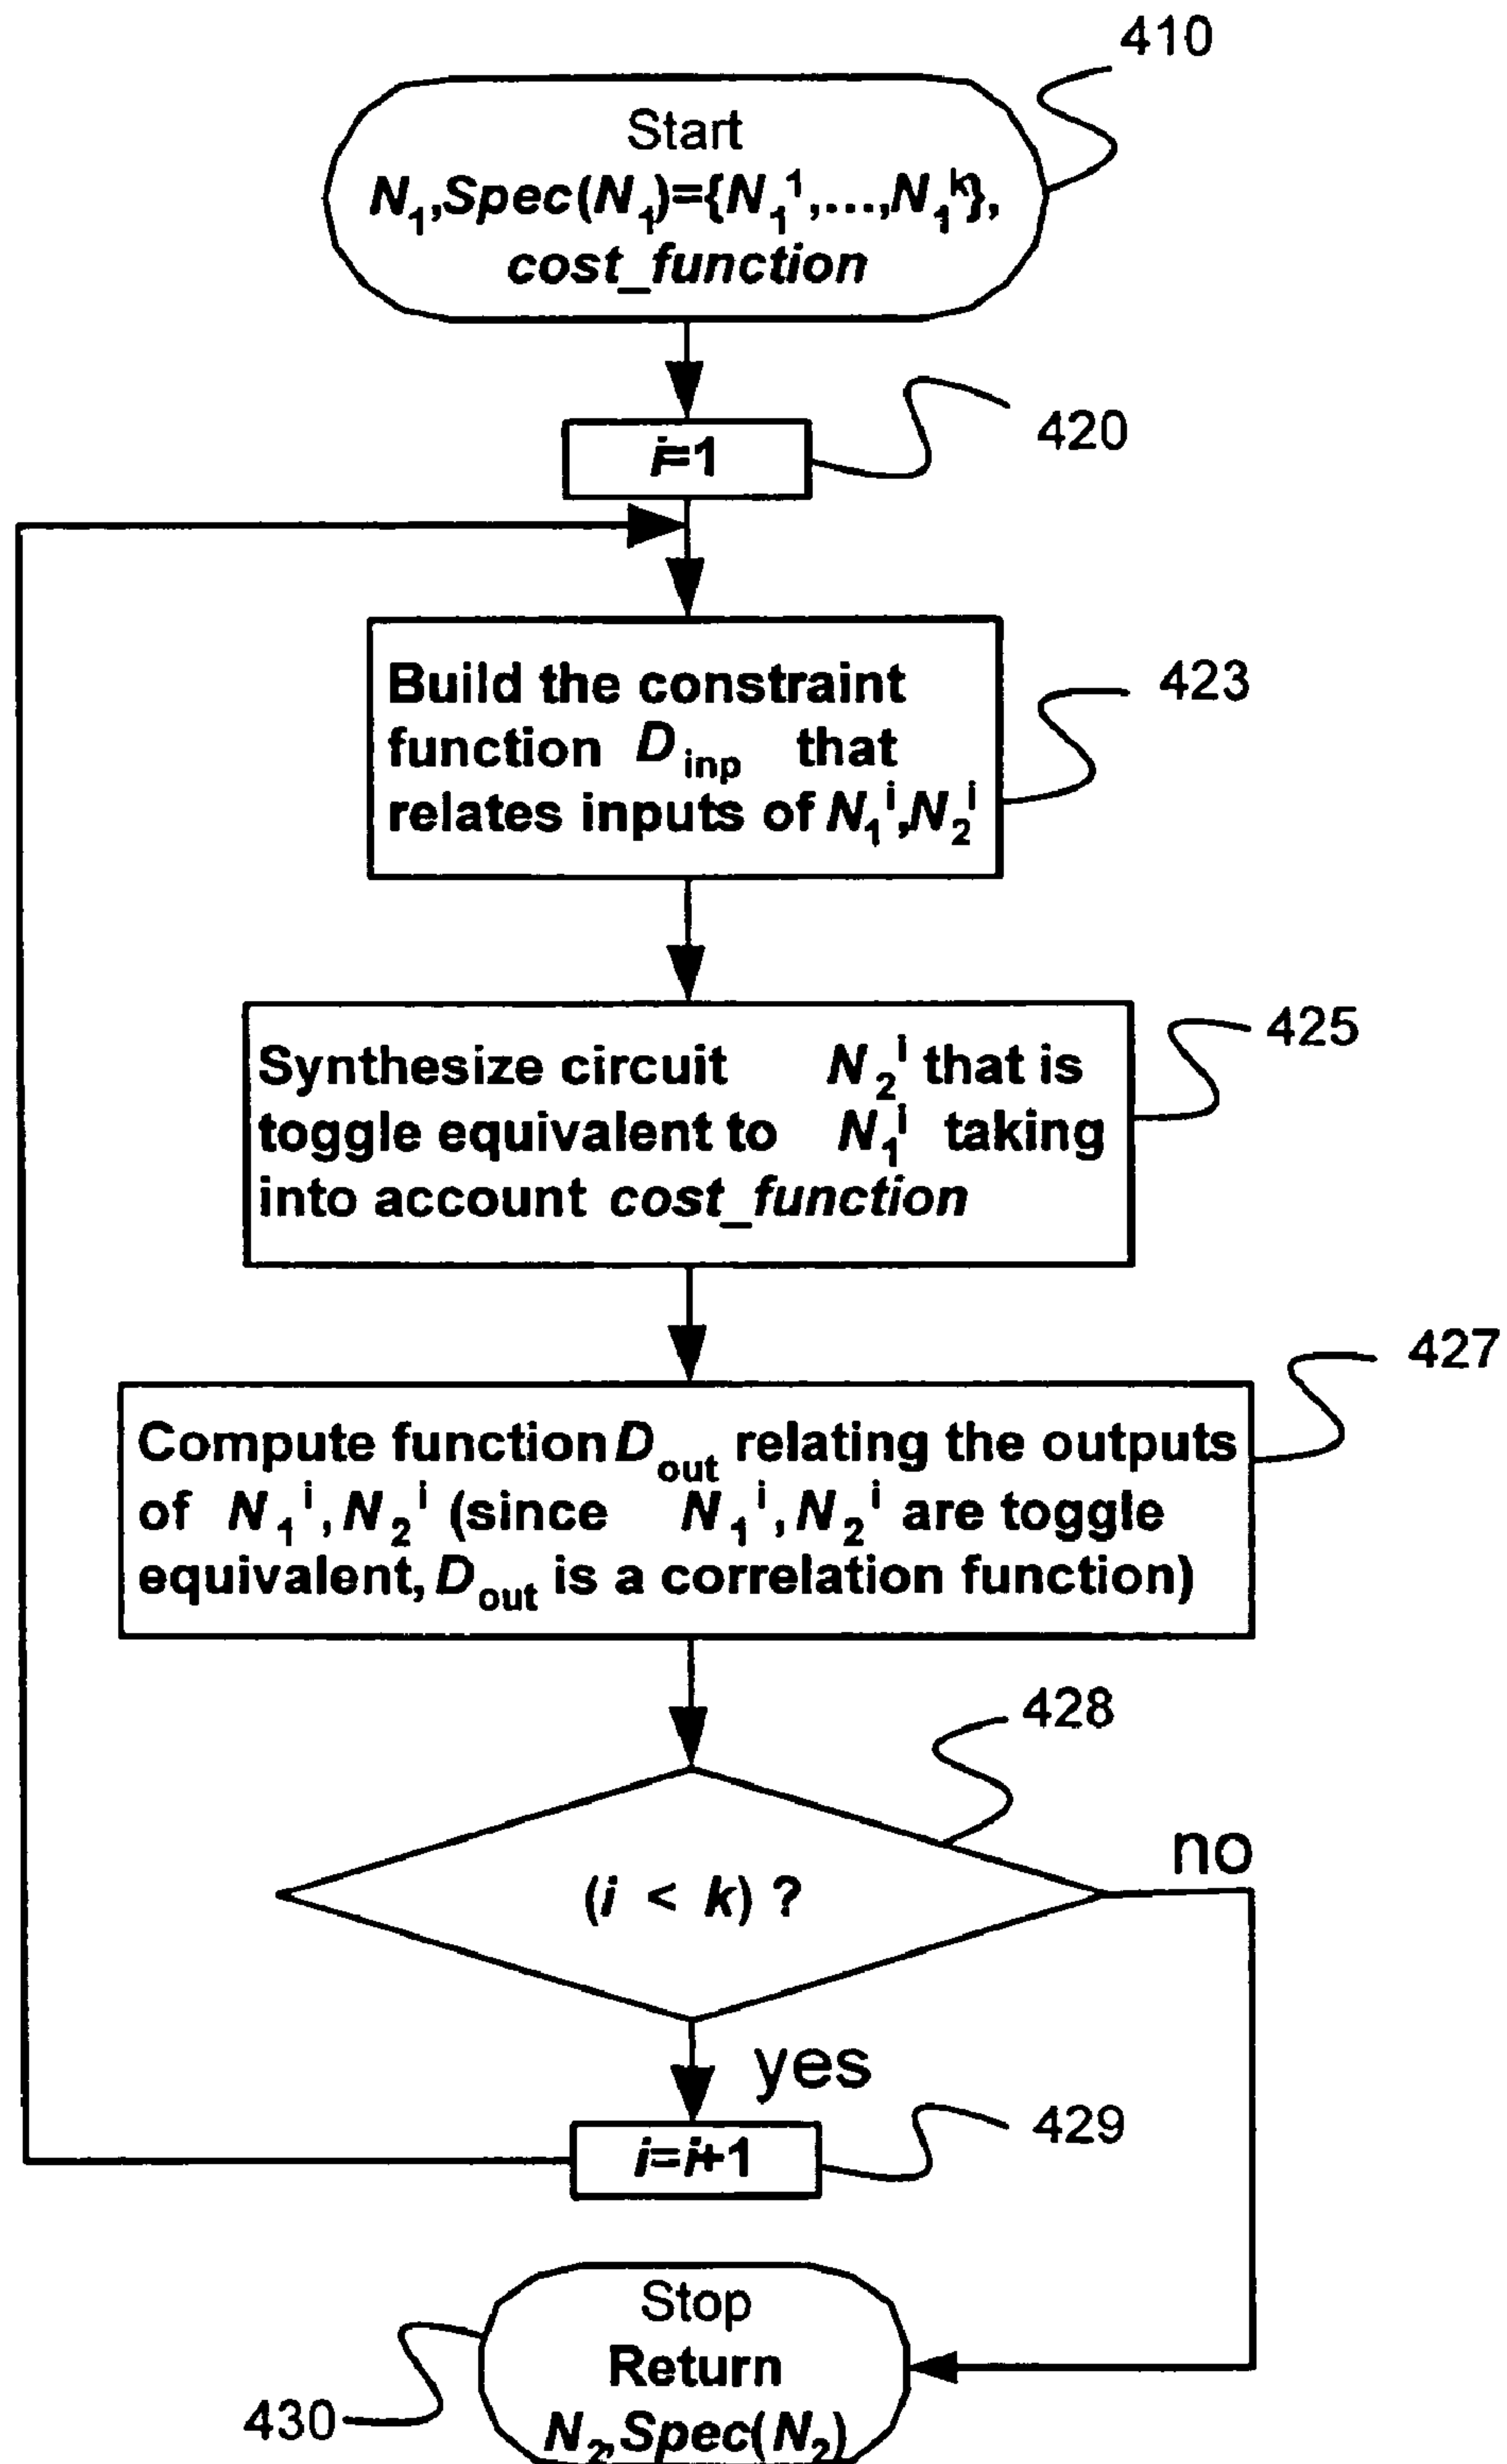 410
Start
N₁,Spec(N₁)={N₁¹,...,N₁ᵏ},
cost_function
420
i=1
Build the constraint
function D_inp that
relates inputs of N₁ⁱ,N₂ⁱ
423
Synthesize circuit N₂ⁱ that is
toggle equivalent to N₁ⁱ taking
into account cost_function
425
427
Compute function D_out relating the outputs
of N₁ⁱ,N₂ⁱ (since N₁ⁱ,N₂ⁱ are toggle
equivalent, D_out is a correlation function)
428
no
(i < k) ?
yes
429
i=i+1
Stop
Return
N₂,Spec(N₂)
430